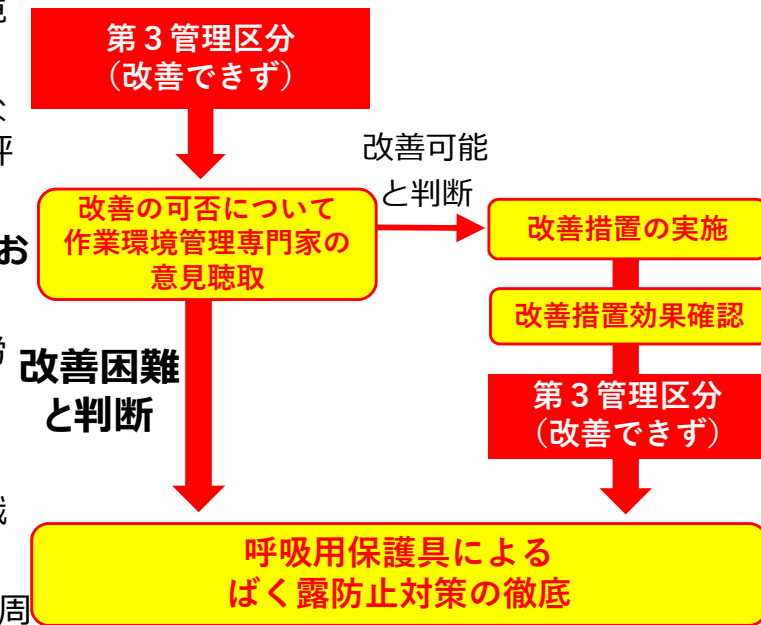 第３管理区分
（改善できず）
改善可能
と判断
改善の可否について
作業環境管理専門家の
意見聴取
改善措置の実施
改善措置効果確認
改善困難
と判断
第３管理区分
（改善できず）
呼吸用保護具による
ばく露防止対策の徹底
お
周